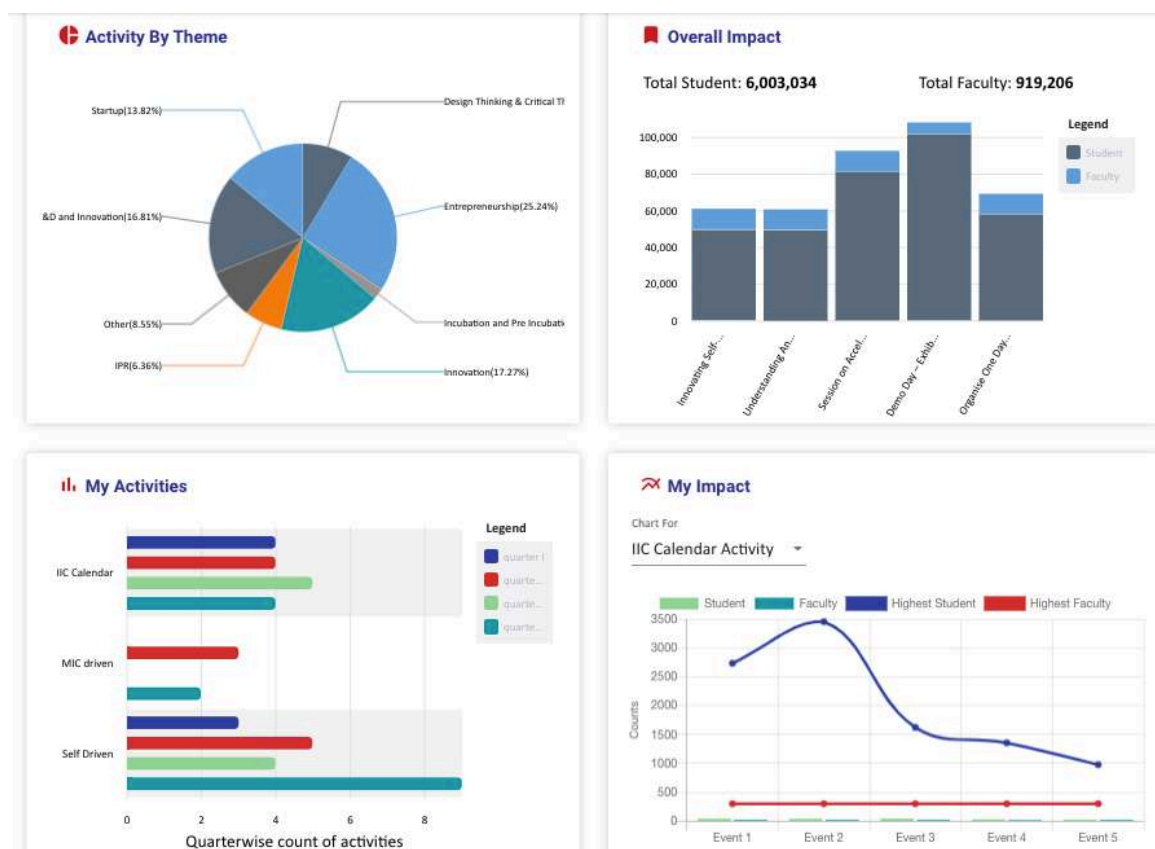 Activity By Theme
Startup(13.82%)
Design Thinking & Critical Th
Entrepreneurship(25.24%)
&D and Innovation(16.81%)
Other(8.55%)
Incubation and Pre Incubati
IPR(6.36%)
Innovation(17.27%)
Overall Impact
Total Student: 6,003,034 Total Faculty: 919,206
Legend
Student
Faculty
100,000
80,000
60,000
40,000
20,000
0
Innovating Self-...
Understanding An...
Session on Accel...
Demo Day – Exhib...
Organise One Day...
My Activities
Legend
quarter I
quarte...
quarte...
quarte...
IIC Calendar
MIC driven
Self Driven
0 2 4 6 8
Quarterwise count of activities
My Impact
Chart For
IIC Calendar Activity
Student Faculty Highest Student Highest Faculty
Counts
3500
3000
2500
2000
1500
1000
500
0
Event 1 Event 2 Event 3 Event 4 Event 5